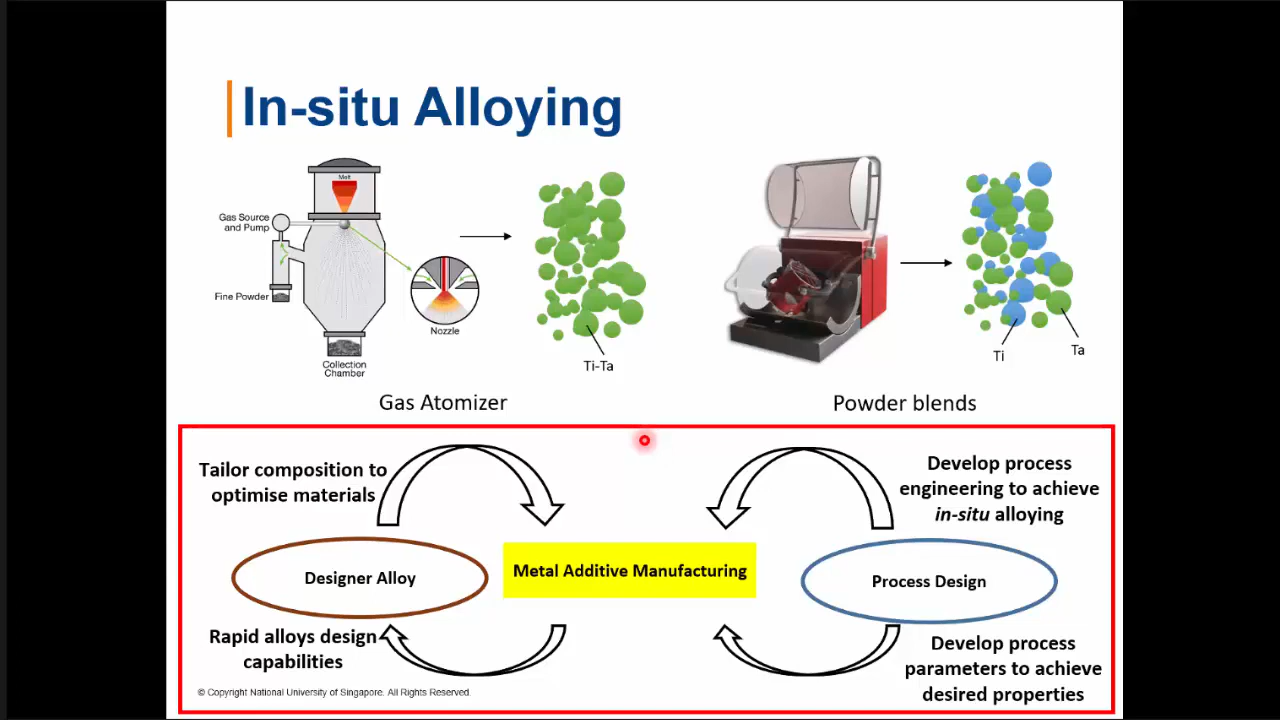 In-situ Alloying
Melt
Gas Source
and Pump
Fine Powder
Nozzle
Collection
Chamber
Ti-Ta
Ti
Ta
Gas Atomizer
Powder blends
Tailor composition to
optimise materials
Develop process
engineering to achieve
in-situ alloying
Designer Alloy
Metal Additive Manufacturing
Process Design
Rapid alloys design
capabilities
Develop process
parameters to achieve
desired properties
© Copyright National University of Singapore. All Rights Reserved.